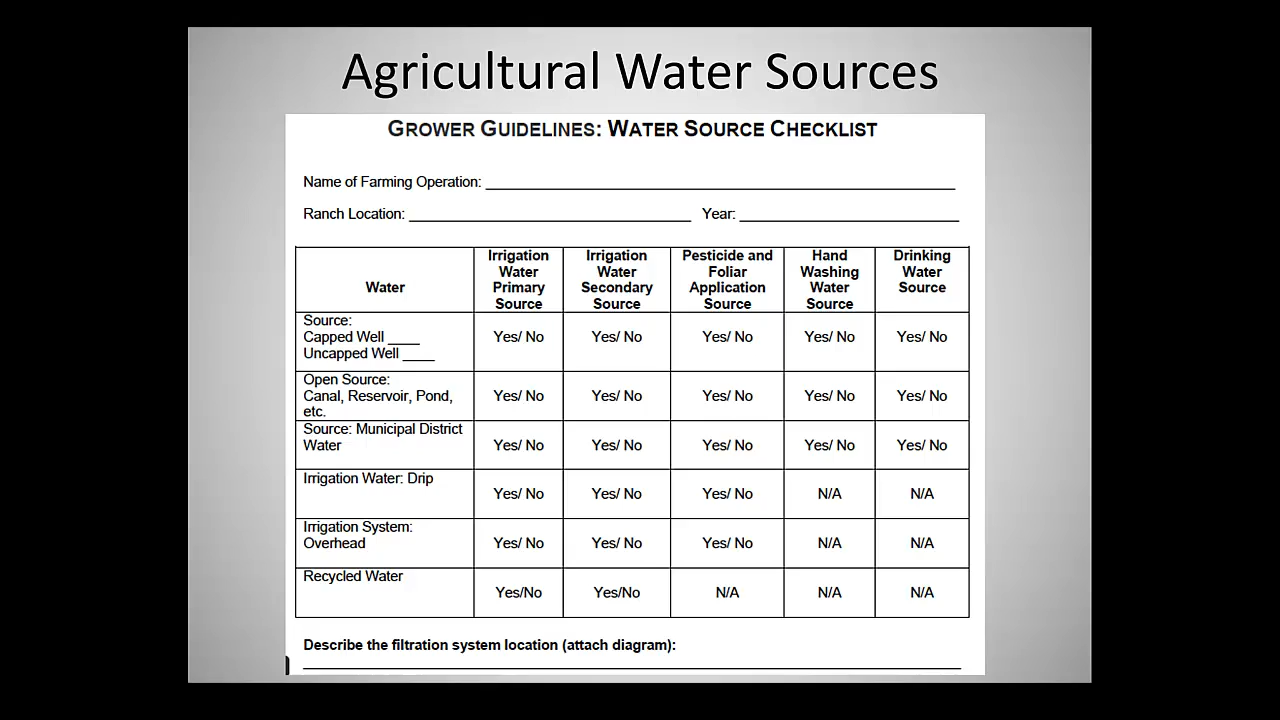 Agricultural Water Sources
GROWER GUIDELINES: WATER SOURCE CHECKLIST
Name of Farming Operation: ____________________
Ranch Location: ____________________ Year: ____________________
Water
Irrigation
Water
Primary
Source
Irrigation
Water
Secondary
Source
Pesticide and
Foliar
Application
Source
Hand
Washing
Water
Source
Drinking
Water
Source
Source:
Capped Well ____
Uncapped Well ____
Yes/ No
Yes/ No
Yes/ No
Yes/ No
Yes/ No
Open Source:
Canal, Reservoir, Pond,
etc.
Yes/ No
Yes/ No
Yes/ No
Yes/ No
Yes/ No
Source: Municipal District
Water
Yes/ No
Yes/ No
Yes/ No
Yes/ No
Yes/ No
Irrigation Water: Drip
Yes/ No
Yes/ No
Yes/ No
N/A
N/A
Irrigation System:
Overhead
Yes/ No
Yes/ No
Yes/ No
N/A
N/A
Recycled Water
Yes/No
Yes/No
N/A
N/A
N/A
Describe the filtration system location (attach diagram):